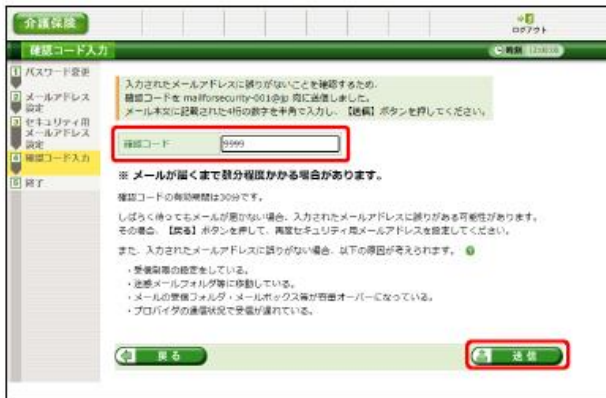 介護保険
ログアウト
確認コード入力
時刻
1 パスワード変更
2 メールアドレス
設定
3 セキュリティ用
メールアドレス
設定
4 確認コード入力
5 終了
入力されたメールアドレスに誤りがないことを確認するため、
確認コードを mailforsecurity-001@jp 宛に送信しました。
メール本文に記載された4桁の数字を半角で入力し、【送信】ボタンを押してください。
確認コード
9999
※ メールが届くまで数分程度かかる場合があります。
確認コードの有効期間は30分です。
しばらく待ってもメールが届かない場合、入力されたメールアドレスに誤りがある可能性があります。
その場合、【戻る】ボタンを押して、再度セキュリティ用メールアドレスを設定してください。
また、入力されたメールアドレスに誤りがない場合、以下の原因が考えられます。
・受信制限の設定をしている。
・迷惑メールフォルダ等に移動している。
・メールの受信フォルダ・メールボックス等が容量オーバーになっている。
・プロバイダの通信状況で受信が遅れている。
戻る
送信